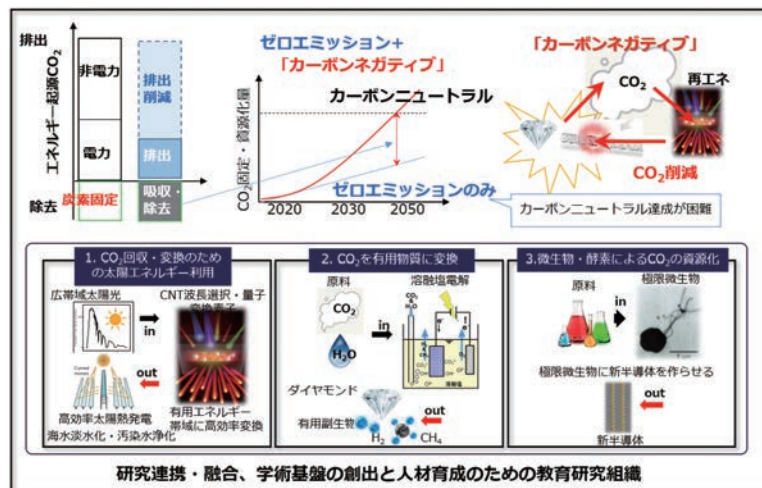 排出
エネルギー起源CO₂
非電力
電力
炭素固定
除去
排出
削減
排出
吸収・
除去
ゼロエミッション+
「カーボンネガティブ」
カーボンニュートラル
CO₂固定・資源化量
2020 2030 2050
ゼロエミッションのみ
カーボンニュートラル達成が困難
「カーボンネガティブ」
CO₂
再エネ
CO₂削減
1. CO₂回収・変換のため
の太陽エネルギー利用
広帯域太陽光
CNT波長選択・量子
変換素子
in
out
高効率太陽熱発電
海水淡水化・汚染水浄化
有用エネルギー
帯域に高効率変換
2. CO₂を有用物質に変換
原料
CO₂
H₂O
in
溶融塩電解
ダイヤモンド
有用副生物
out
H₂
CH₄
3.微生物・酵素によるCO₂の資源化
原料
in
極限微生物
極限微生物に新半導体を作らせる
out
新半導体
研究連携・融合、学術基盤の創出と人材育成のための教育研究組織